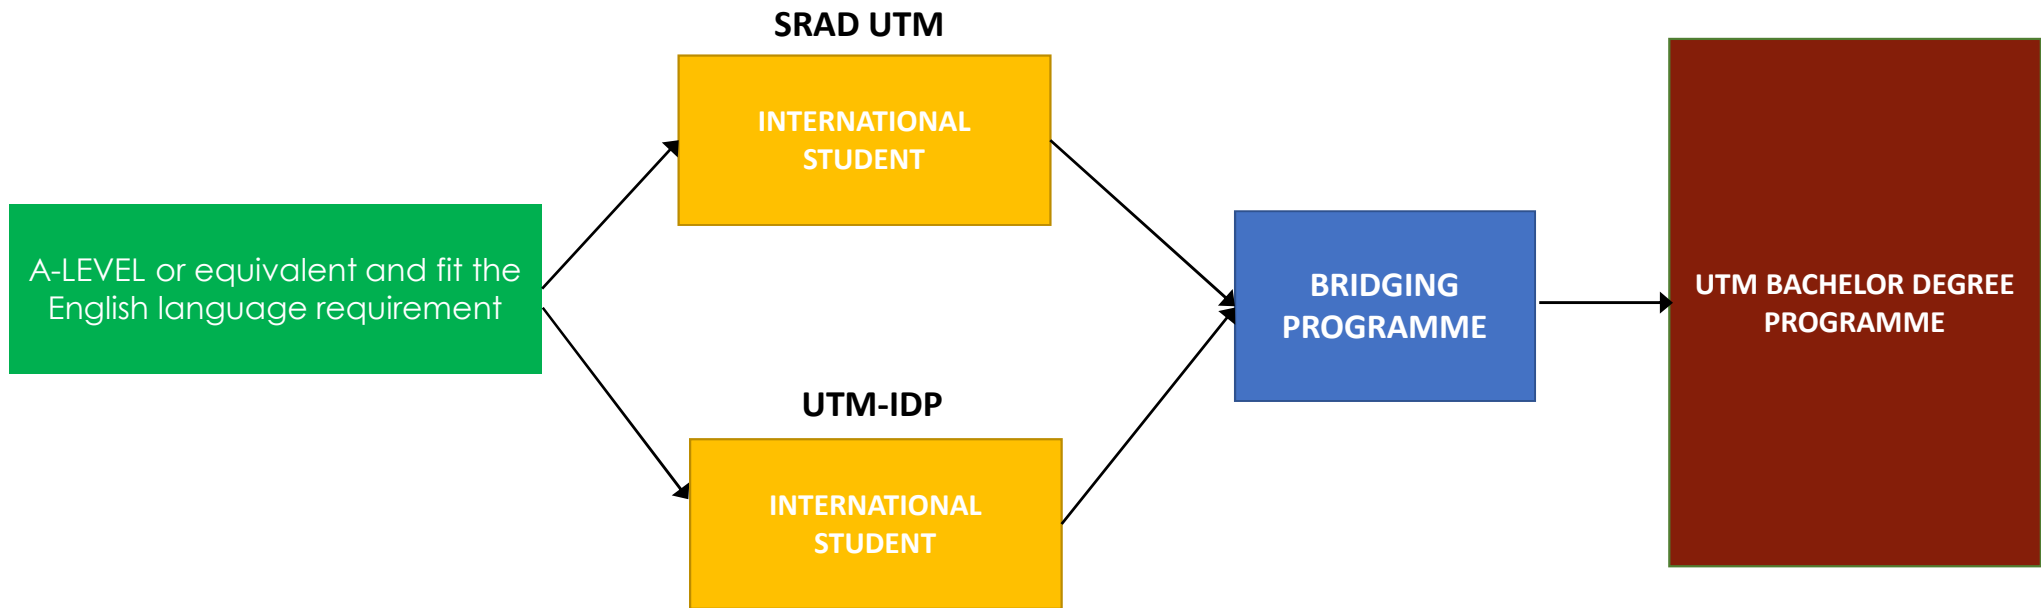 SRAD UTM
INTERNATIONAL
STUDENT
A-LEVEL or equivalent and fit the
English language requirement
BRIDGING
PROGRAMME
UTM BACHELOR DEGREE
PROGRAMME
UTM-IDP
INTERNATIONAL
STUDENT